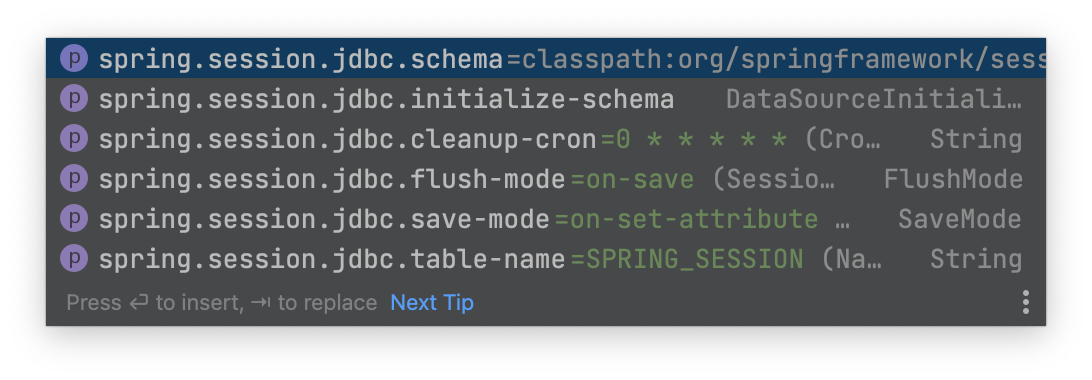 p spring.session.jdbc.schema=classpath:org/springframework/sess
p spring.session.jdbc.initialize-schema DataSourceInitiali…
p spring.session.jdbc.cleanup-cron=0 * * * * * (Cro… String
p spring.session.jdbc.flush-mode=on-save (Sessio… FlushMode
p spring.session.jdbc.save-mode=on-set-attribute … SaveMode
p spring.session.jdbc.table-name=SPRING_SESSION (Na… String
Press ↵ to insert, ⇥ to replace Next Tip